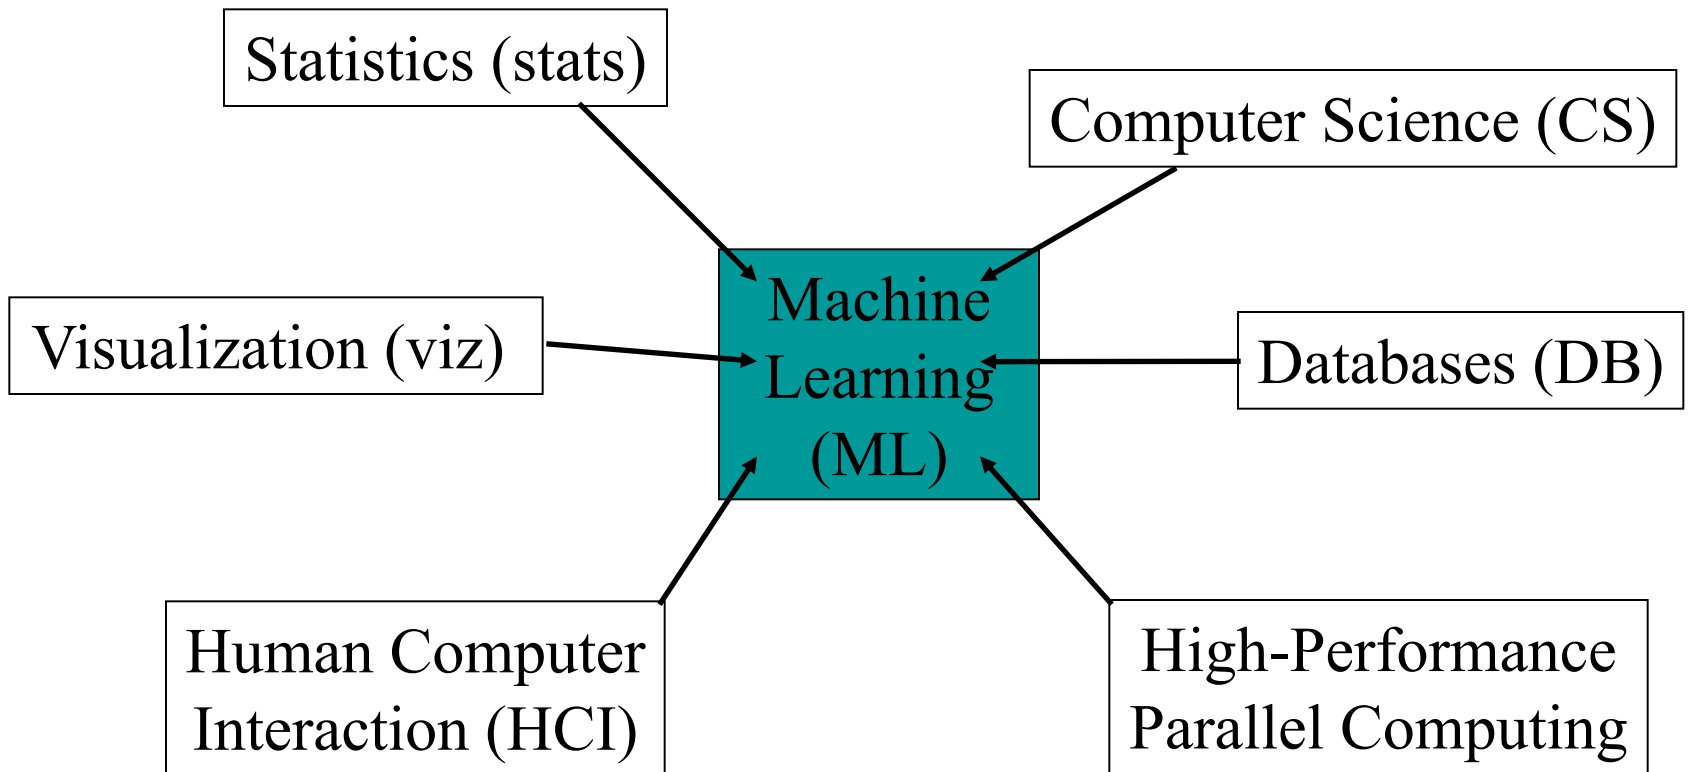 Statistics (stats)
Computer Science (CS)
Machine
Learning
(ML)
Visualization (viz)
Databases (DB)
Human Computer
Interaction (HCI)
High-Performance
Parallel Computing